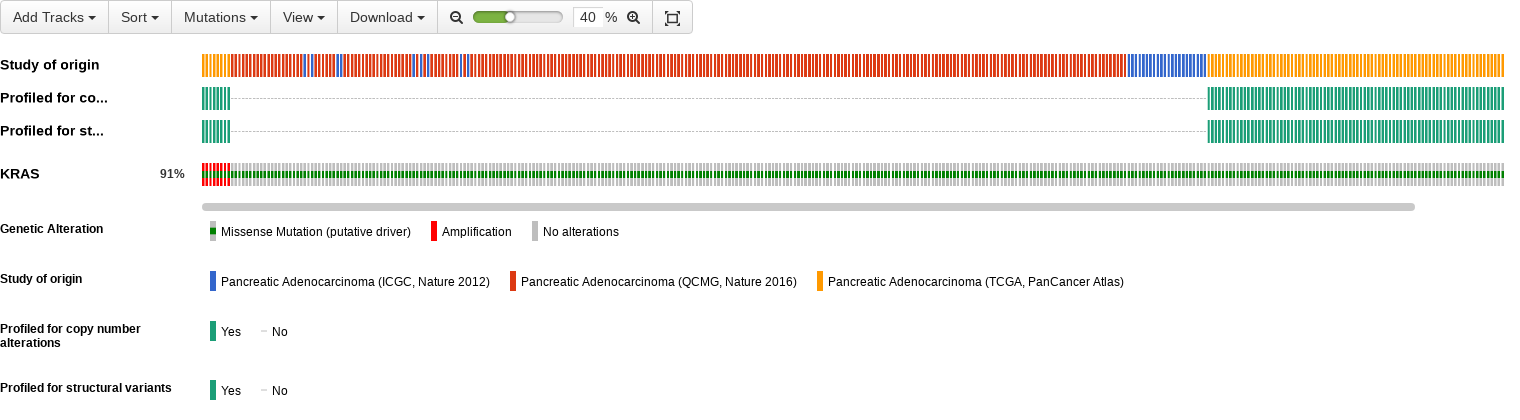 Add Tracks Sort Mutations View Download 40 %
Study of origin
Profiled for co...
Profiled for st...
KRAS 91%
Genetic Alteration Missense Mutation (putative driver) Amplification No alterations
Study of origin Pancreatic Adenocarcinoma (ICGC, Nature 2012) Pancreatic Adenocarcinoma (QCMG, Nature 2016) Pancreatic Adenocarcinoma (TCGA, PanCancer Atlas)
Profiled for copy number Yes No
alterations
Profiled for structural variants Yes No